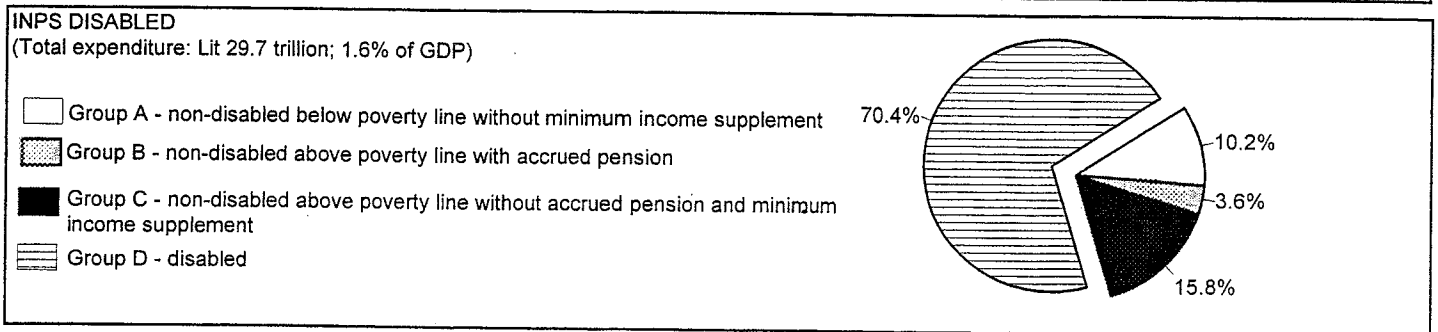 INPS DISABLED
(Total expenditure: Lit 29.7 trillion; 1.6% of GDP)
Group A - non-disabled below poverty line without minimum income supplement
Group B - non-disabled above poverty line with accrued pension
Group C - non-disabled above poverty line without accrued pension and minimum
income supplement
Group D - disabled
70.4%
10.2%
3.6%
15.8%